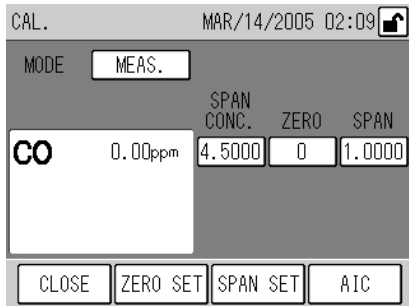 CAL. MAR/14/2005 02:09
MODE MEAS.
SPAN
CONC. ZERO SPAN
CO 0.00ppm 4.5000 0 1.0000
CLOSE ZERO SET SPAN SET AIC